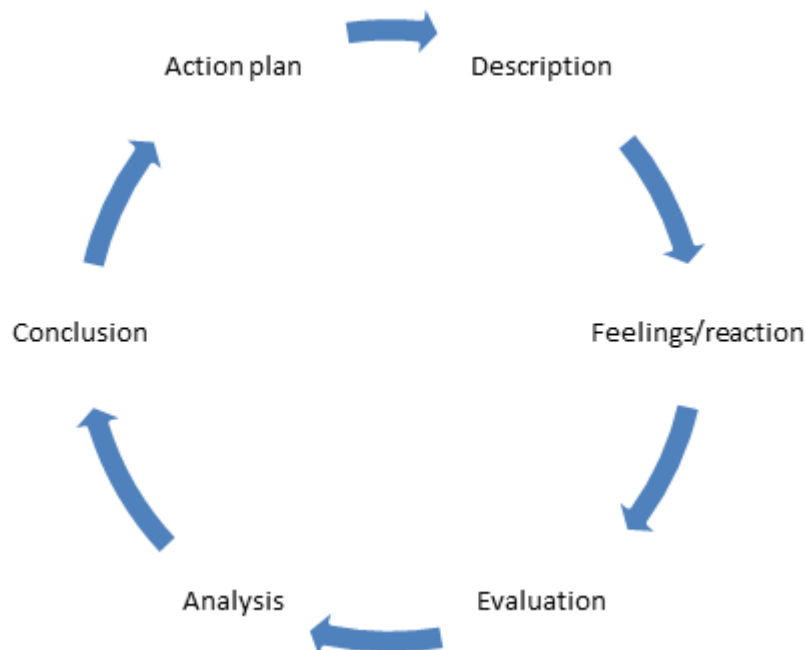 Action plan
Description
Conclusion
Feelings/reaction
Analysis
Evaluation